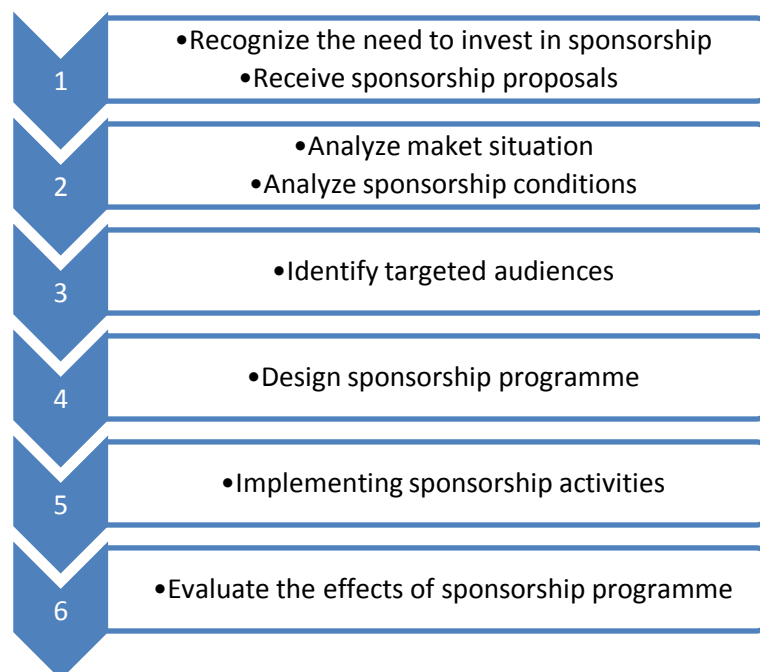 1
•Recognize the need to invest in sponsorship
•Receive sponsorship proposals
2
•Analyze market situation
•Analyze sponsorship conditions
3
•Identify targeted audiences
4
•Design sponsorship programme
5
•Implementing sponsorship activities
6
•Evaluate the effects of sponsorship programme